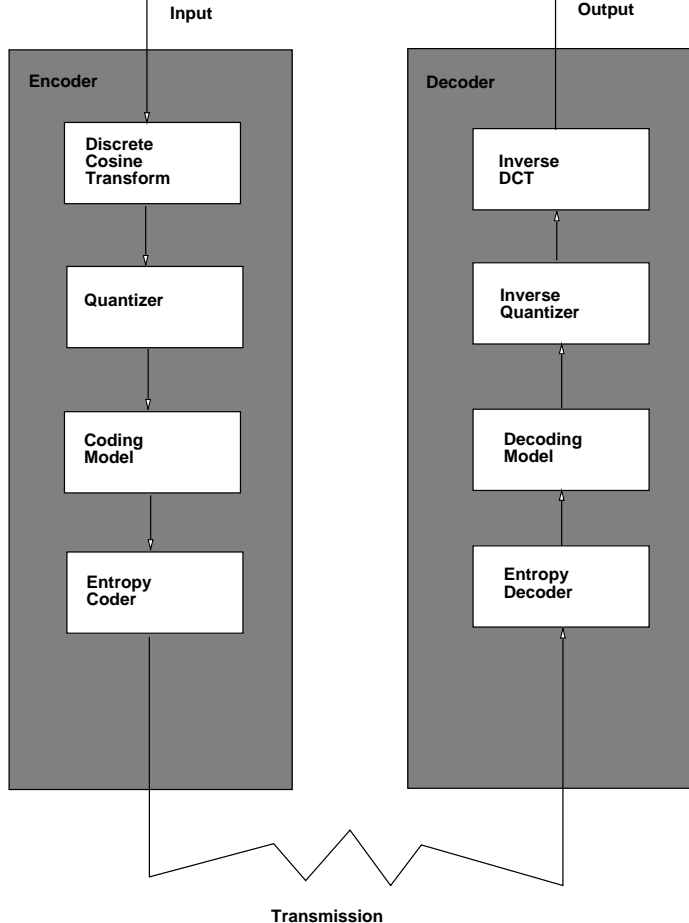 Input
Output
Encoder
Discrete
Cosine
Transform
Quantizer
Coding
Model
Entropy
Coder
Decoder
Inverse
DCT
Inverse
Quantizer
Decoding
Model
Entropy
Decoder
Transmission